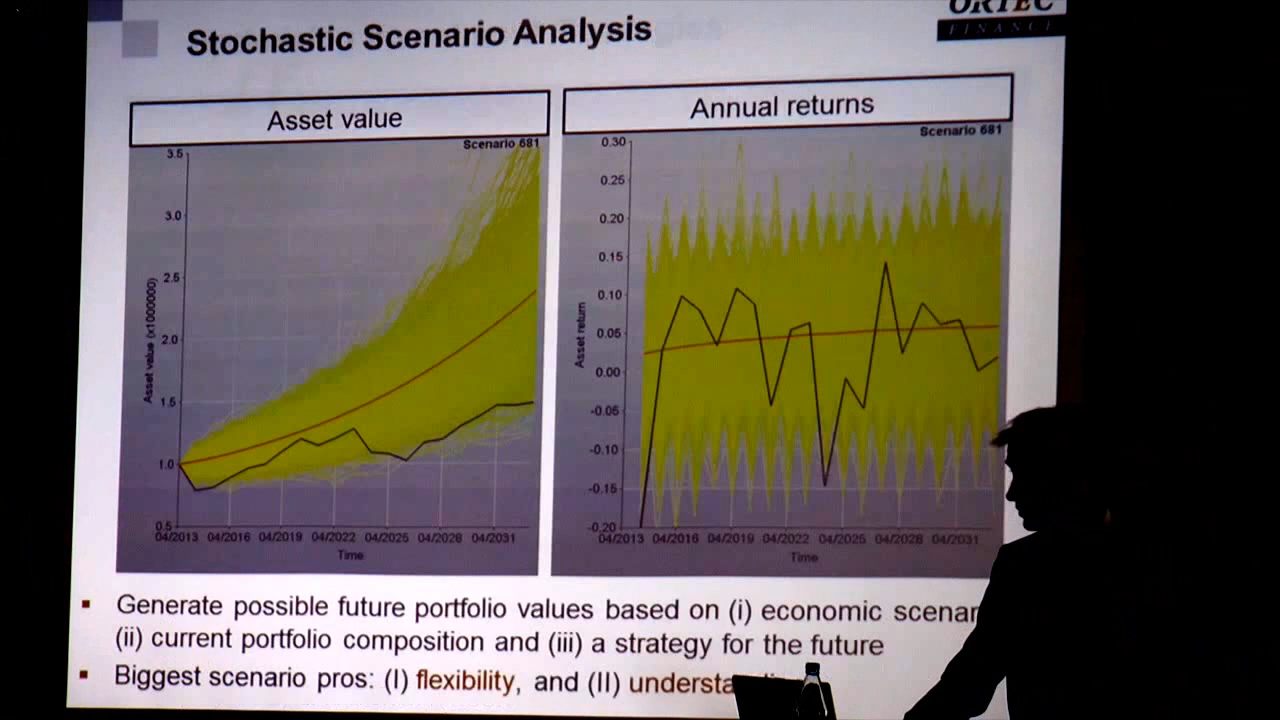 ORTEC
FINANCE
Stochastic Scenario Analysis
Asset value
Annual returns
Scenario 681
Scenario 681
3.5
3.0
2.5
2.0
1.5
1.0
0.5
Asset value (x1000000)
04/2013 04/2016 04/2019 04/2022 04/2025 04/2028 04/2031
Time
0.30
0.25
0.20
0.15
0.10
0.05
0.00
-0.05
-0.10
-0.15
-0.20
Asset return
04/2013 04/2016 04/2019 04/2022 04/2025 04/2028 04/2031
Time
Generate possible future portfolio values based on (i) economic scenar
(ii) current portfolio composition and (iii) a strategy for the future
Biggest scenario pros: (I) flexibility, and (II) understa